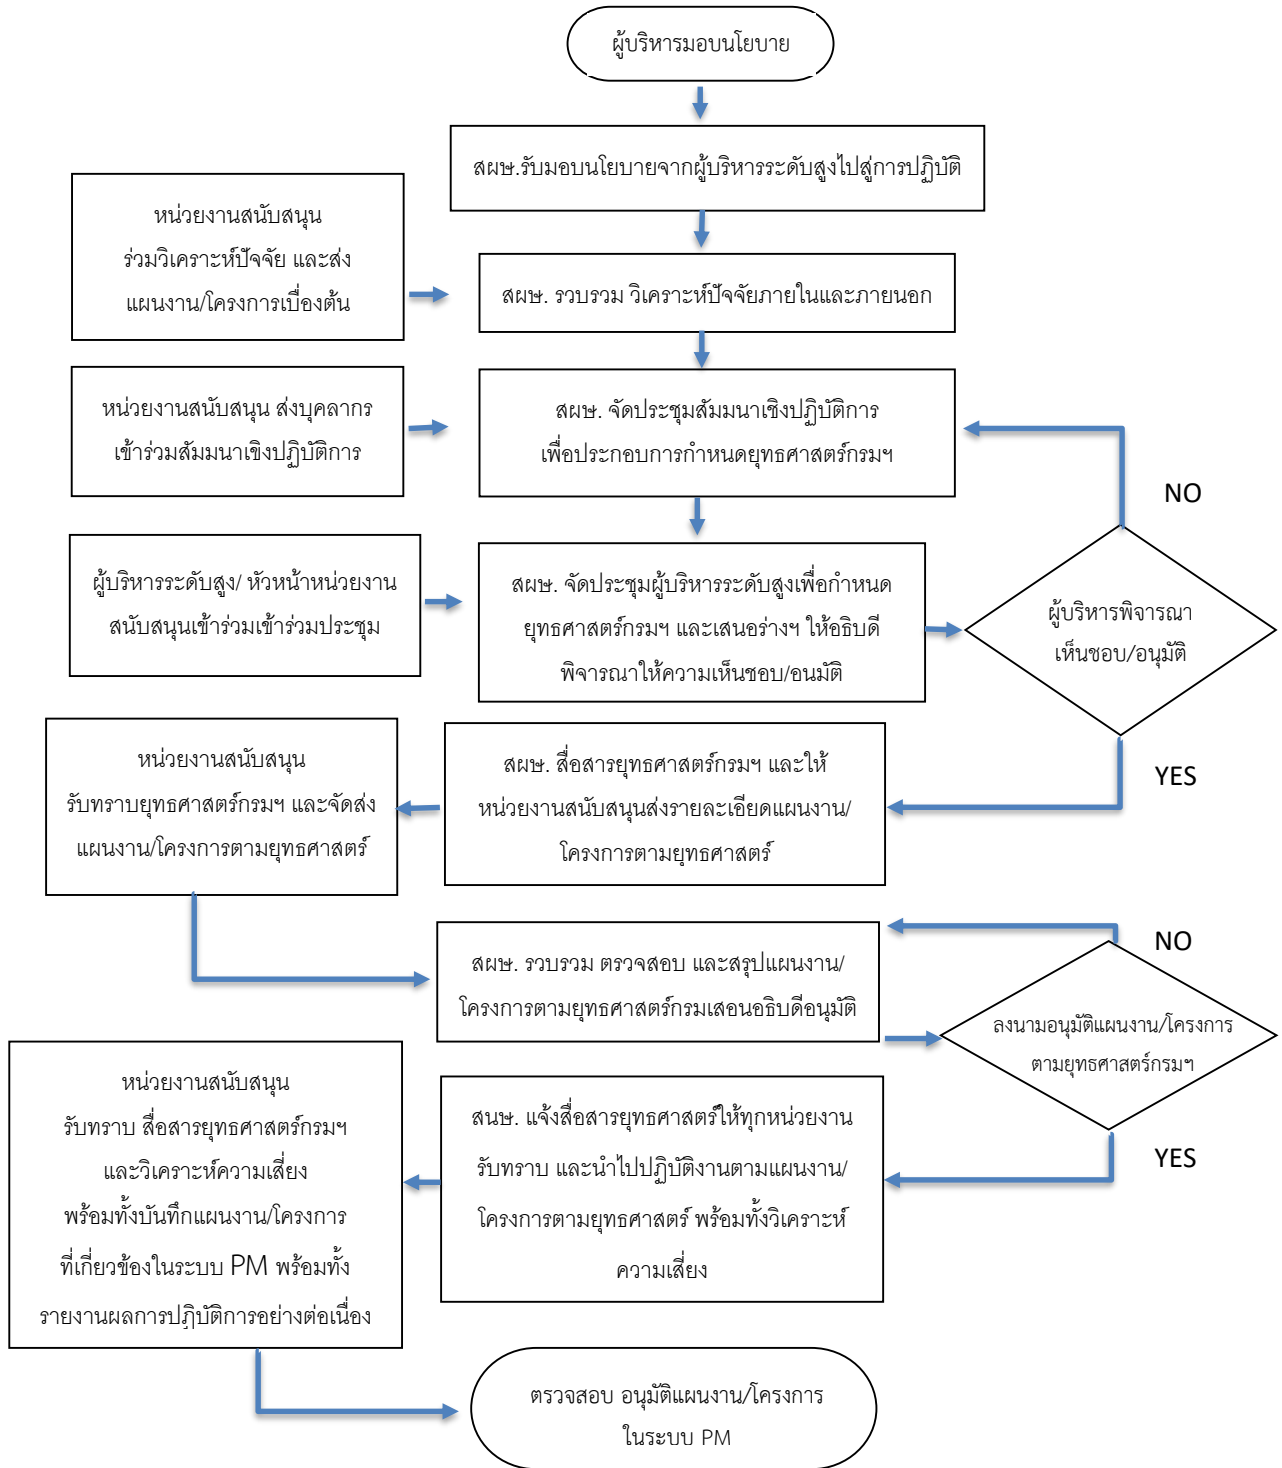 ผู้บริหารมอบนโยบาย
สผษ.รับมอบนโยบายจากผู้บริหารระดับสูงไปสู่การปฏิบัติ
หน่วยงานสนับสนุน
ร่วมวิเคราะห์ปัจจัย และส่ง
แผนงาน/โครงการเบื่องต้น
สผษ. รวบรวม วิเคราะห์ปัจจัยภายในและภายนอก
หน่วยงานสนับสนุน ส่งบุคลากร
เข้าร่วมสัมมนาเชิงปฏิบัติการ
สผษ. จัดประชุมสัมมนาเชิงปฏิบัติการ
เพื่อประกอบการกำหนดยุทธศาสตร์กรมฯ
NO
ผู้บริหารระดับสูง/ หัวหน้าหน่วยงาน
สนับสนุนเข้าร่วมเข้าร่วมประชุม
สผษ. จัดประชุมผู้บริหารระดับสูงเพื่อกำหนด
ยุทธศาสตร์กรมฯ และเสนอร่างฯ ให้อธิบดี
พิจารณาให้ความเห็นชอบ/อนมัติ
ผู้บริหารพิจารณา
เห็นชอบ/อนุมัติ
YES
หน่วยงานสนับสนุน
รับทราบยุทธศาสตร์กรมฯ และจัดส่ง
แผนงาน/โครงการตามยุทธศาสตร์
สผษ. สื่อสารยุทธศาสตร์กรมฯ และให้
หน่วยงานสนับสนุนส่งรายละเอียดแผนงาน/
โครงการตามยุทธศาสตร์
NO
สผษ. รวบรวม ตรวจสอบ และสรุปแผนงาน/
โครงการตามยุทธศาสตร์กรมเสอนอธิบดีอนุมัติ
ลงนามอนุมัติแผนงาน/โครงการ
ตามยุทธศาสตร์กรมฯ
YES
หน่วยงานสนับสนุน
รับทราบ สื่อสารยุทธศาสตร์กรมฯ
และวิเคราะห์ความเสี่ยง
พร้อมทั้งบันทึกแผนงาน/โครงการ
ที่เกี่ยวข้องในระบบ PM พร้อมทั้ง
รายงานผลการปฏิบัติการอย่างต่อเนื่อง
สนษ. แจ้งสื่อสารยุทธศาสตร์ให้ทุกหน่วยงาน
รับทราบ และนำไปปฏิบัติงานตามแผนงาน/
โครงการตามยุทธศาสตร์ พร้อมทั้งวิเคราะห์
ความเสี่ยง
ตรวจสอบ อนุมัติแผนงาน/โครงการ
ในระบบ PM